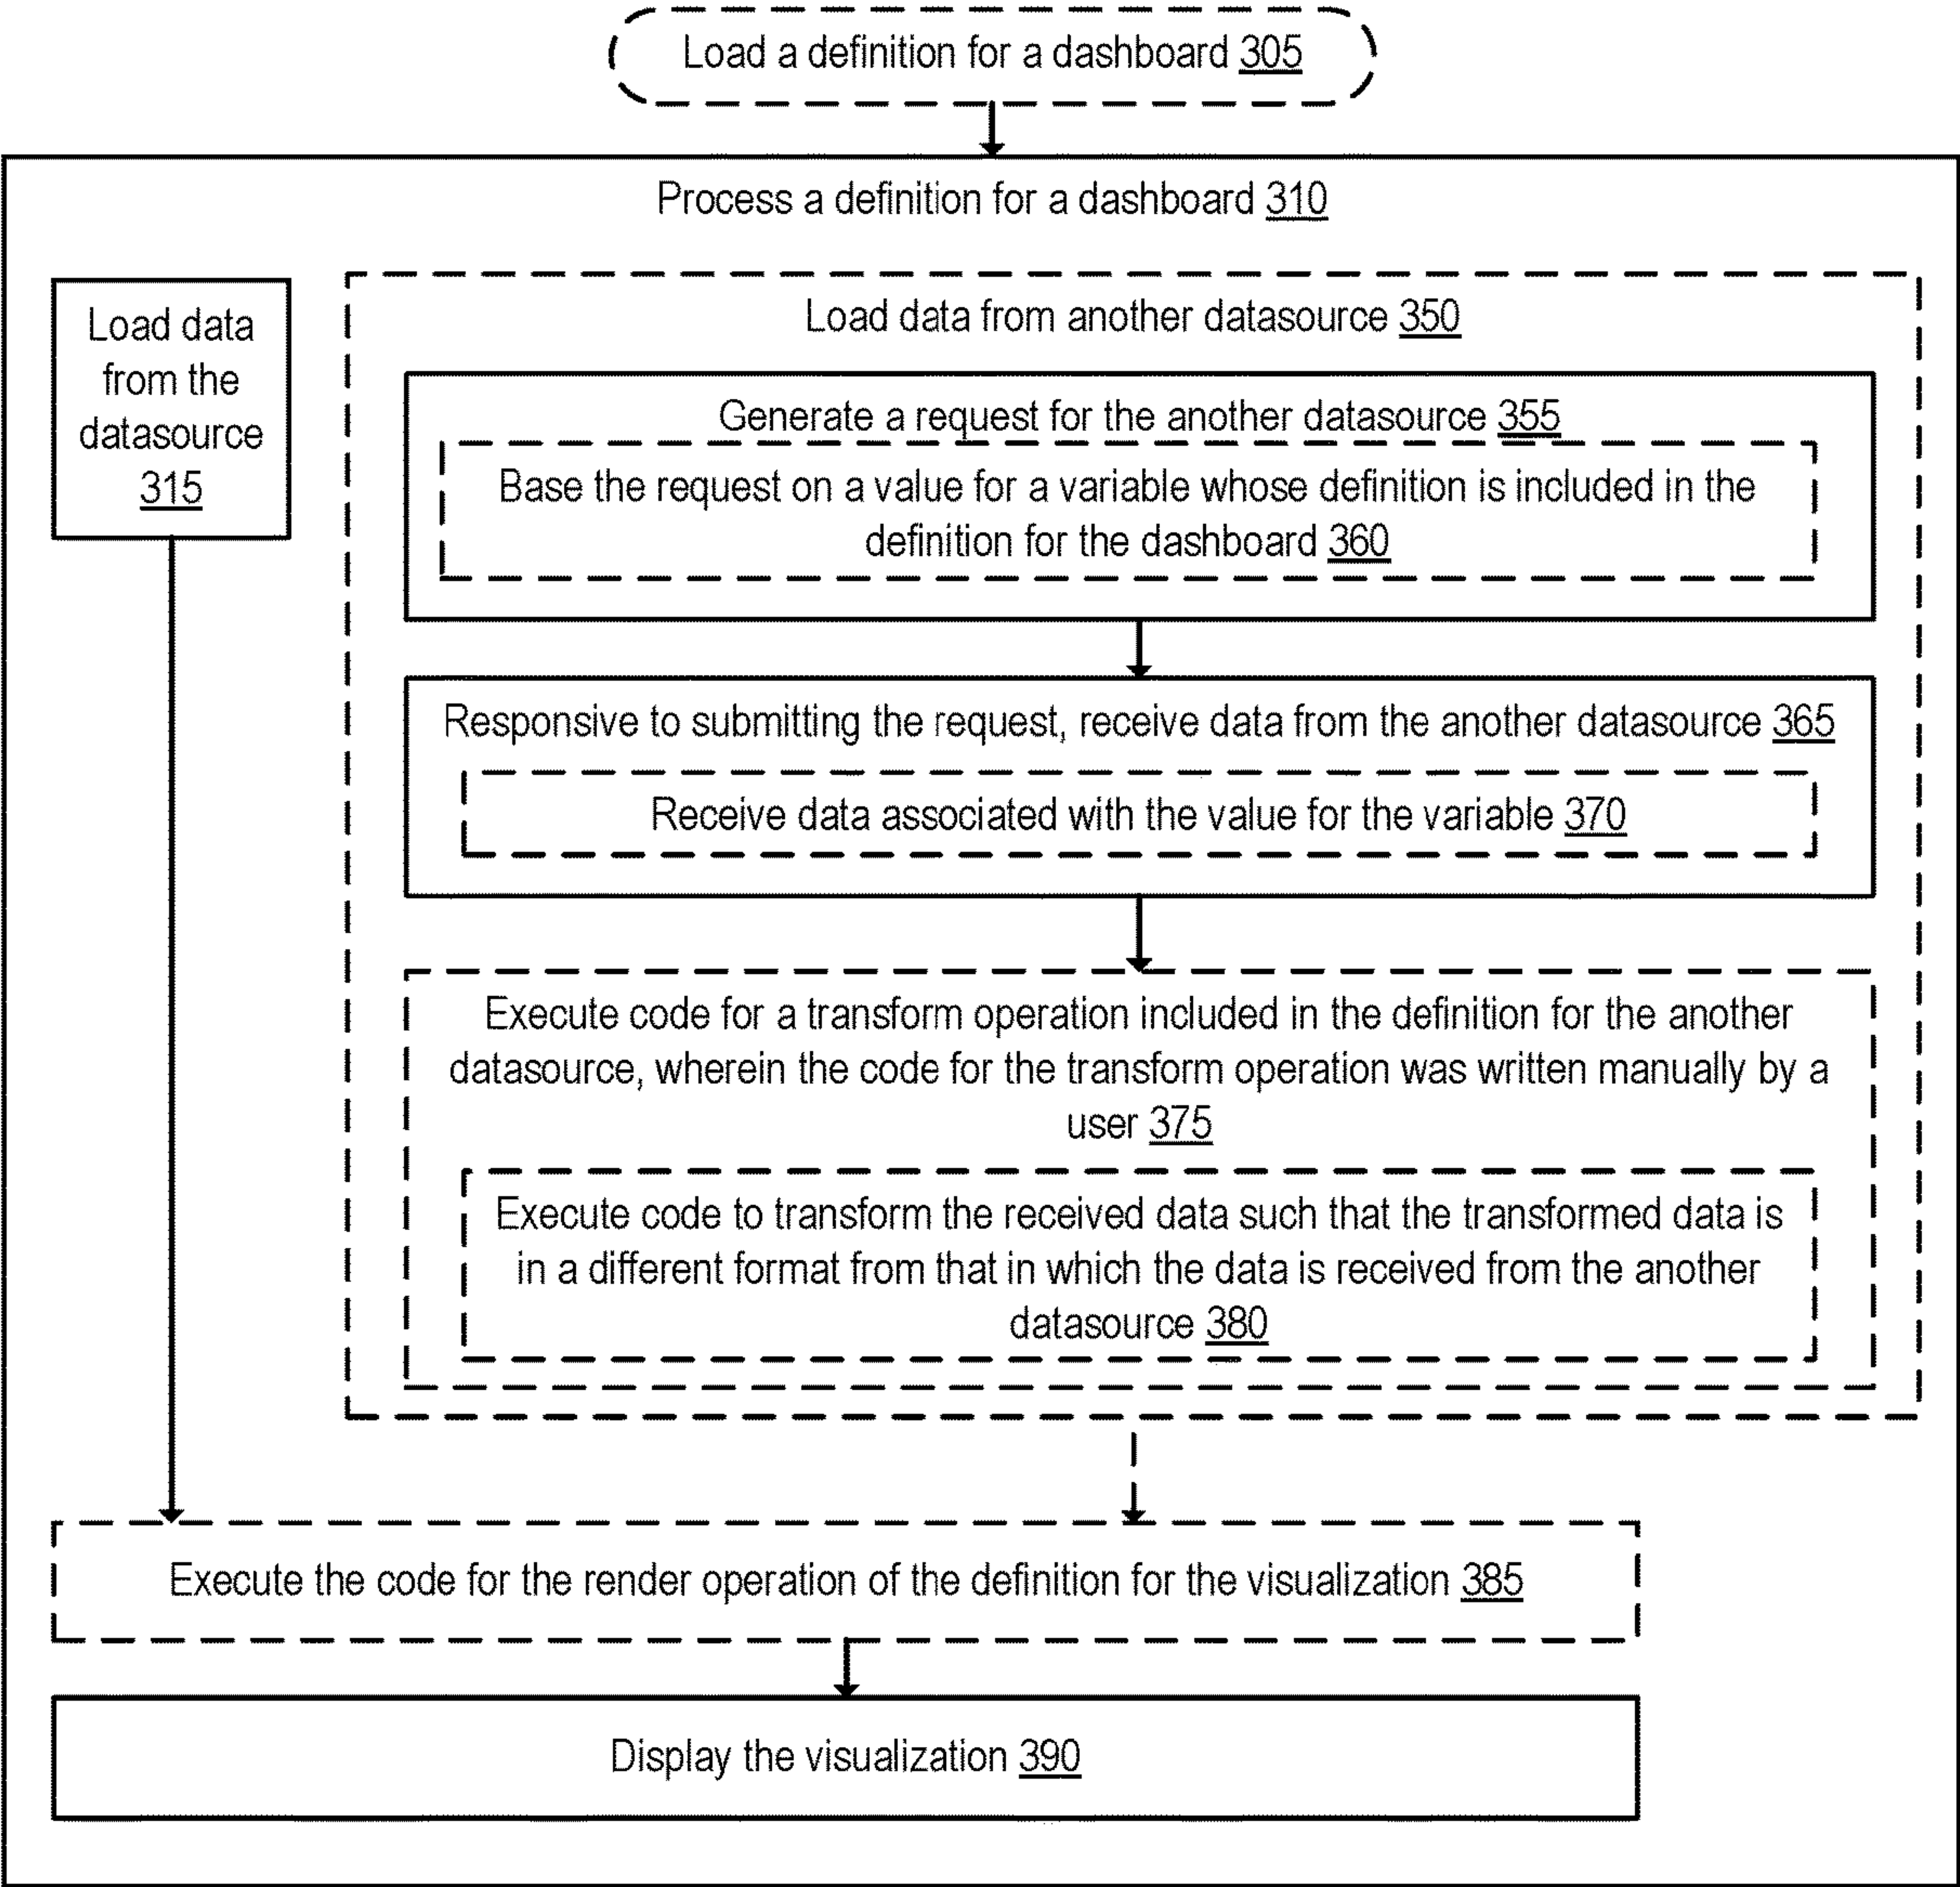 Load a definition for a dashboard 305
Process a definition for a dashboard 310
Load data
from the
datasource
315
Load data from another datasource 350
Generate a request for the another datasource 355
Base the request on a value for a variable whose definition is included in the
definition for the dashboard 360
Responsive to submitting the request, receive data from the another datasource 365
Receive data associated with the value for the variable 370
Execute code for a transform operation included in the definition for the another
datasource, wherein the code for the transform operation was written manually by a
user 375
Execute code to transform the received data such that the transformed data is
in a different format from that in which the data is received from the another
datasource 380
Execute the code for the render operation of the definition for the visualization 385
Display the visualization 390